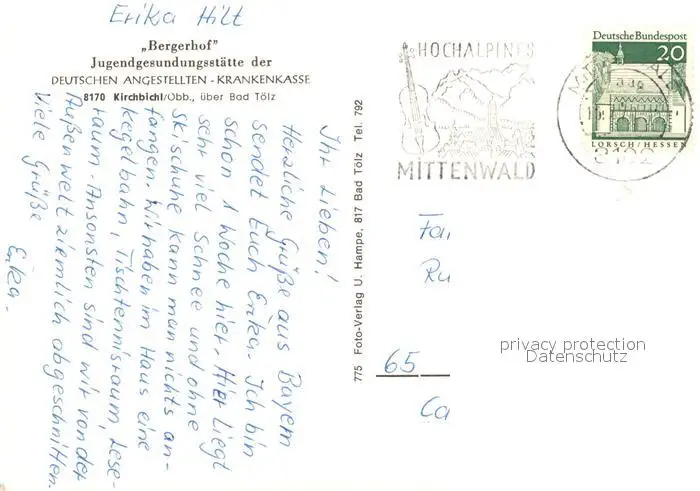 Erika Hilt
„Bergerhof"
Jugendgesundungsstätte der
DEUTSCHEN ANGESTELLTEN - KRANKENKASSE
8170 Kirchbichl/Obb., über Bad Tölz
Ihr Lieben!
Herzliche Grüße aus Bayern
sendet Euch Erika. Ich bin
schon 1 Woche hier. Hier liegt
sehr viel Schnee und ohne
Skischuhe kann man nichts an-
fangen. Wir haben im Haus eine
Kegelbahn, Tischtennisraum, Lese-
raum. Ansonsten sind wir von der
Außenwelt ziemlich abgeschnitten.
Viele Grüße
Erika.
775 Foto-Verlag U. Hampe, 817 Bad Tölz Tel. 792
HOCHALPINES
MITTENWALD
Deutsche Bundespost
20
LORSCH/HESSEN
8102
Fa
Ru
65
Ca
privacy protection
Datenschutz